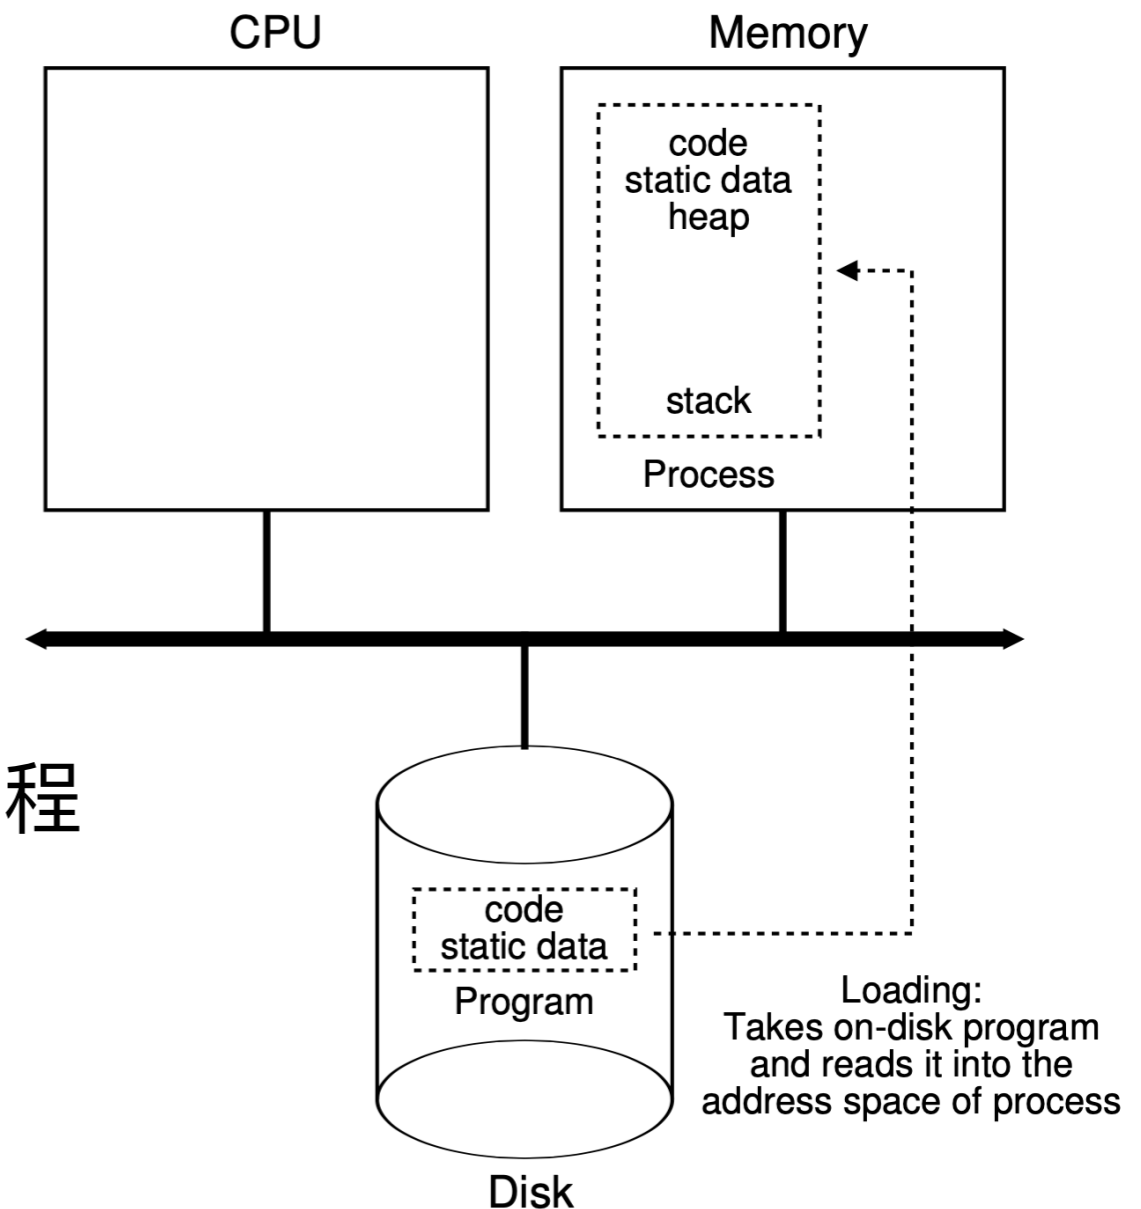 CPU
Memory
code
static data
heap
stack
Process
程
code
static data
Program
Loading:
Takes on-disk program
and reads it into the
address space of process
Disk